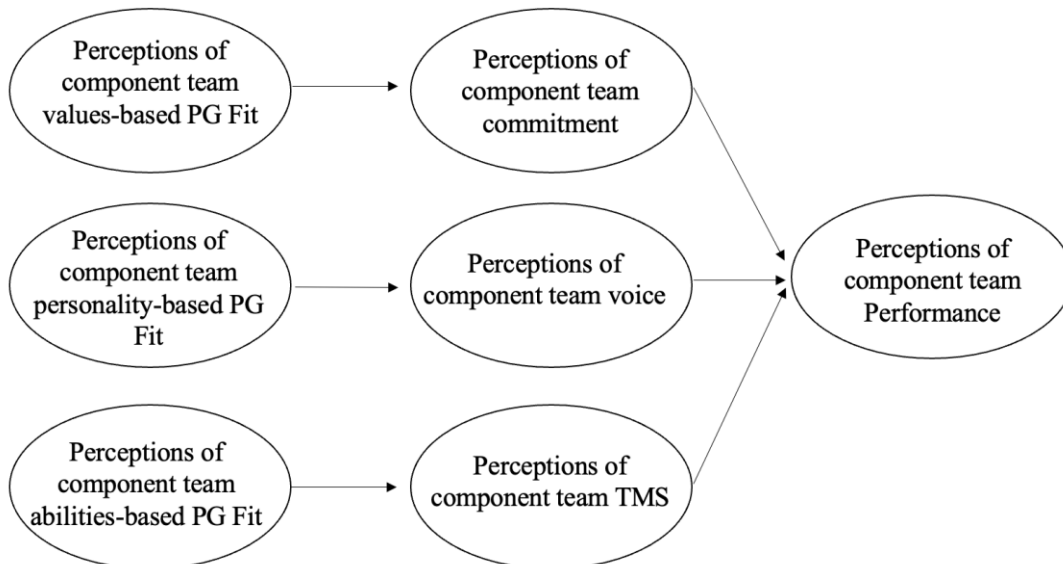 Perceptions of
component team
values-based PG Fit
Perceptions of
component team
commitment
Perceptions of
component team
personality-based PG
Fit
Perceptions of
component team voice
Perceptions of
component team
Performance
Perceptions of
component team
abilities-based PG Fit
Perceptions of
component team TMS